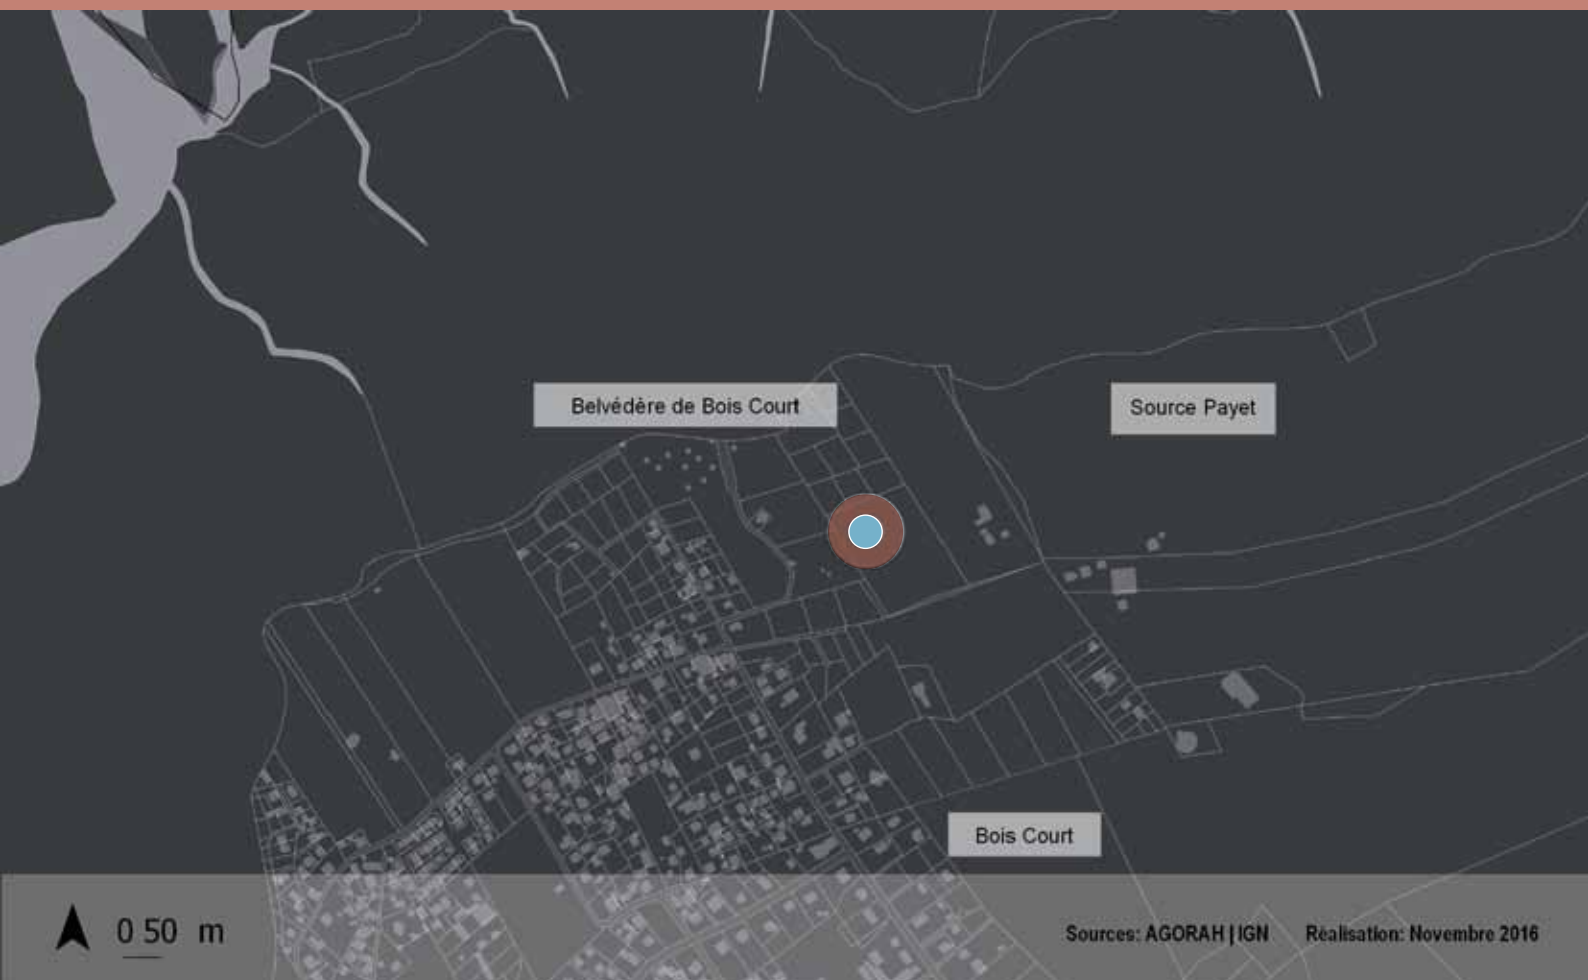 Belvédère de Bois Court
Source Payet
Bois Court
0 50 m
Sources: AGORAH | IGN Réalisation: Novembre 2016